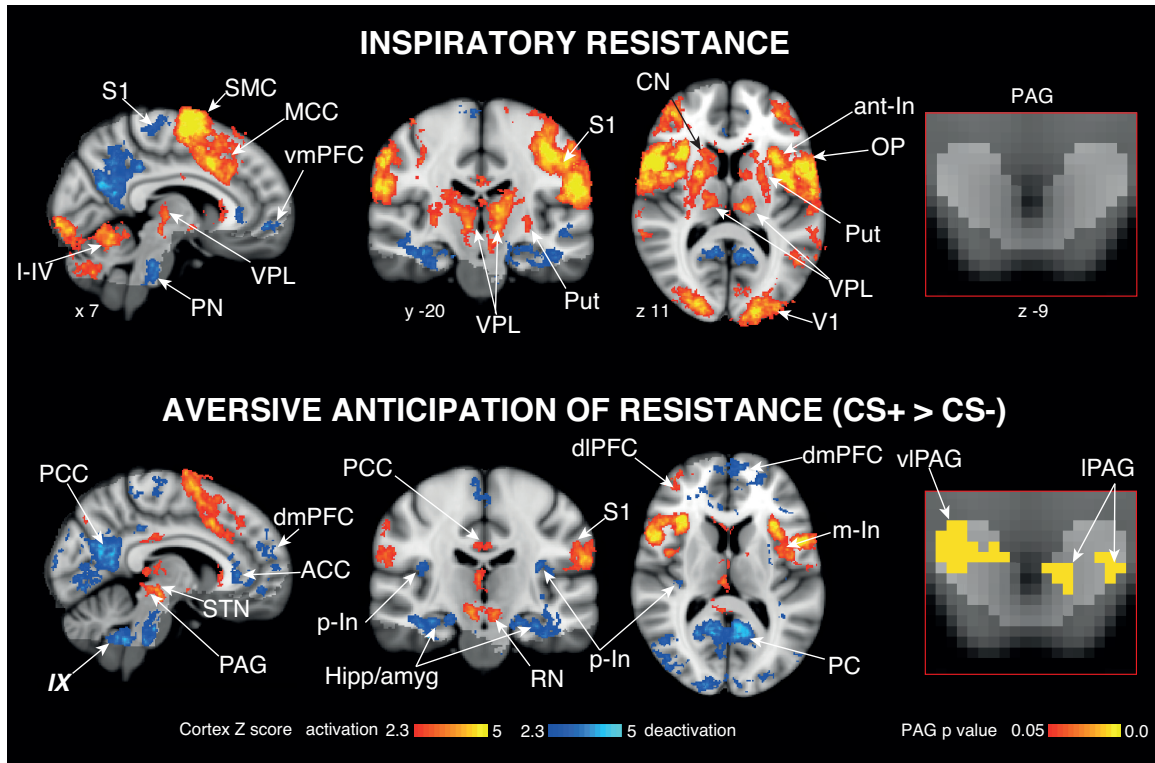 INSPIRATORY RESISTANCE
S1
SMC
MCC
vmPFC
I-IV
PN
VPL
x 7
S1
VPL
Put
y -20
CN
ant-In
OP
Put
VPL
V1
z 11
PAG
z -9
AVERSIVE ANTICIPATION OF RESISTANCE (CS+ > CS-)
PCC
dmPFC
ACC
STN
PAG
IX
PCC
S1
p-In
Hipp/amyg
RN
p-In
dlPFC
dmPFC
m-In
PC
vlPAG
lPAG
Cortex Z score activation 2.3 5 2.3 5 deactivation
PAG p value 0.05 0.0